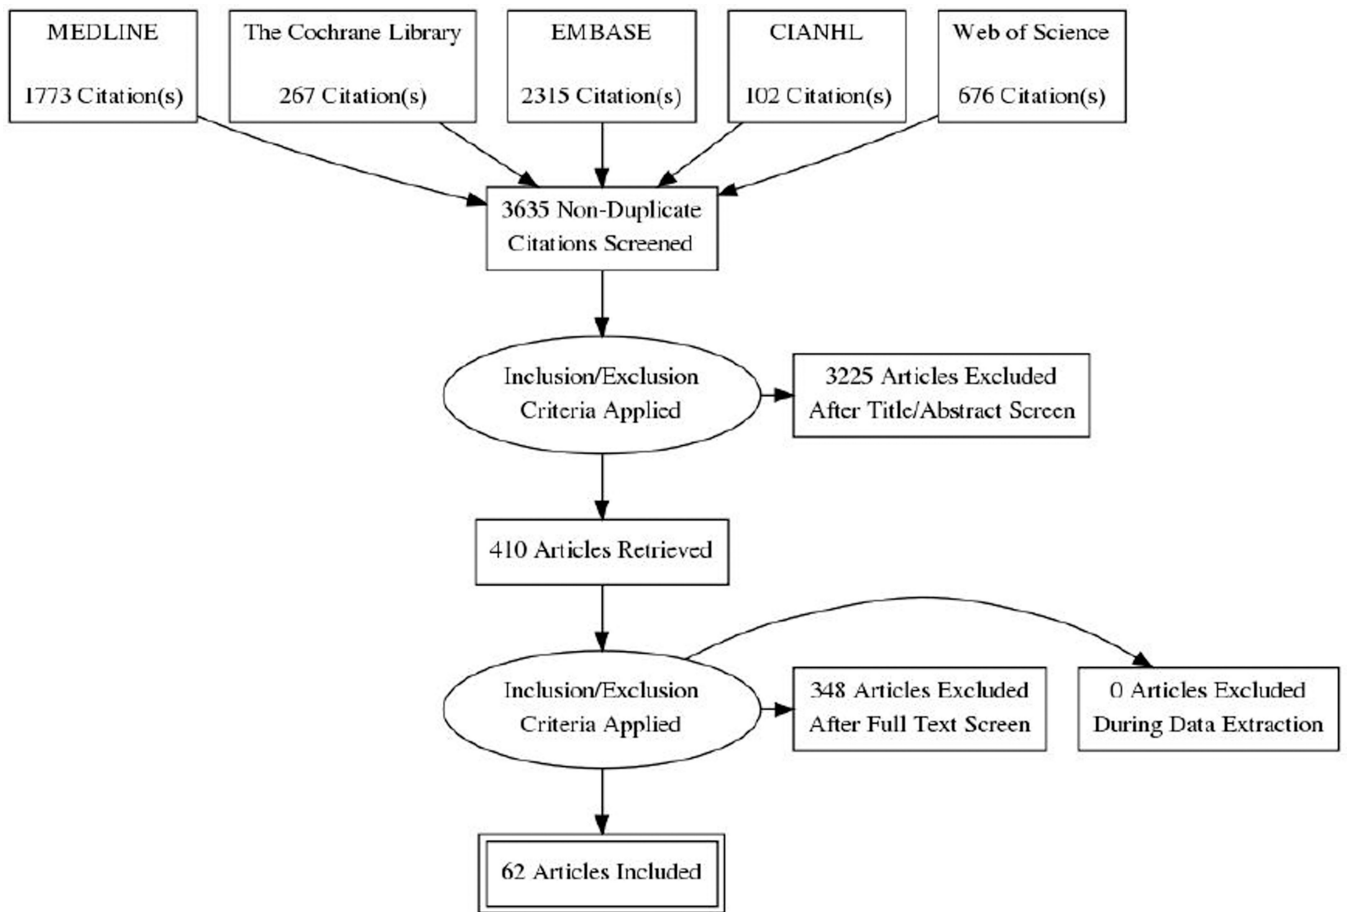 MEDLINE
1773 Citation(s)
The Cochrane Library
267 Citation(s)
EMBASE
2315 Citation(s)
CIANHL
102 Citation(s)
Web of Science
676 Citation(s)
3635 Non-Duplicate
Citations Screened
Inclusion/Exclusion
Criteria Applied
3225 Articles Excluded
After Title/Abstract Screen
410 Articles Retrieved
Inclusion/Exclusion
Criteria Applied
348 Articles Excluded
After Full Text Screen
0 Articles Excluded
During Data Extraction
62 Articles Included